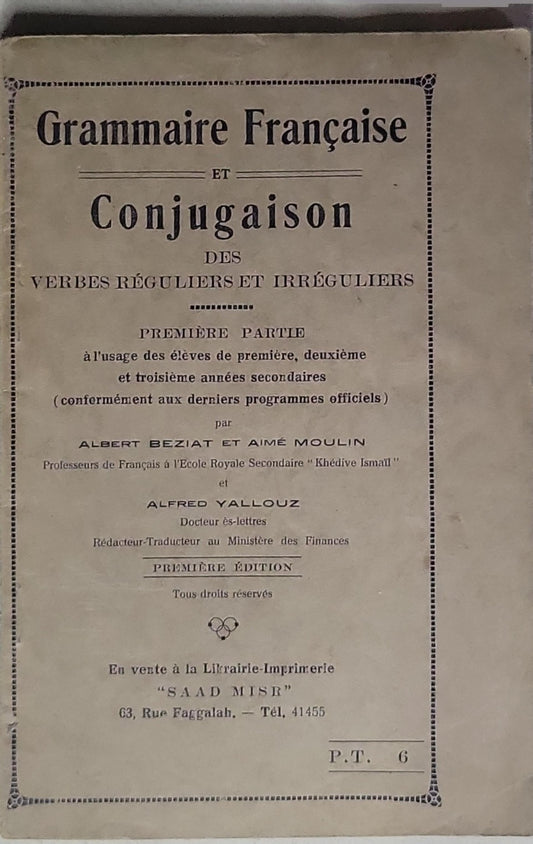 Grammaire Française
ET
Conjugaison
DES
VERBES RÉGULIERS ET IRRÉGULIERS
PREMIÈRE PARTIE
à l'usage des élèves de première, deuxième
et troisième années secondaires
(confermément aux derniers programmes officiels)
par
ALBERT BEZIAT ET AIMÉ MOULIN
Professeurs de Français à l'Ecole Royale Secondaire "Khédive Ismaïl"
et
ALFRED YALLOUZ
Docteur ès-lettres
Rédacteur-Traducteur au Ministère des Finances
PREMIÈRE ÉDITION
Tous droits réservés
En vente à la Librairie-Imprimerie
"SAAD MISR"
63, Rue Faggalah. — Tél. 41455
P.T. 6